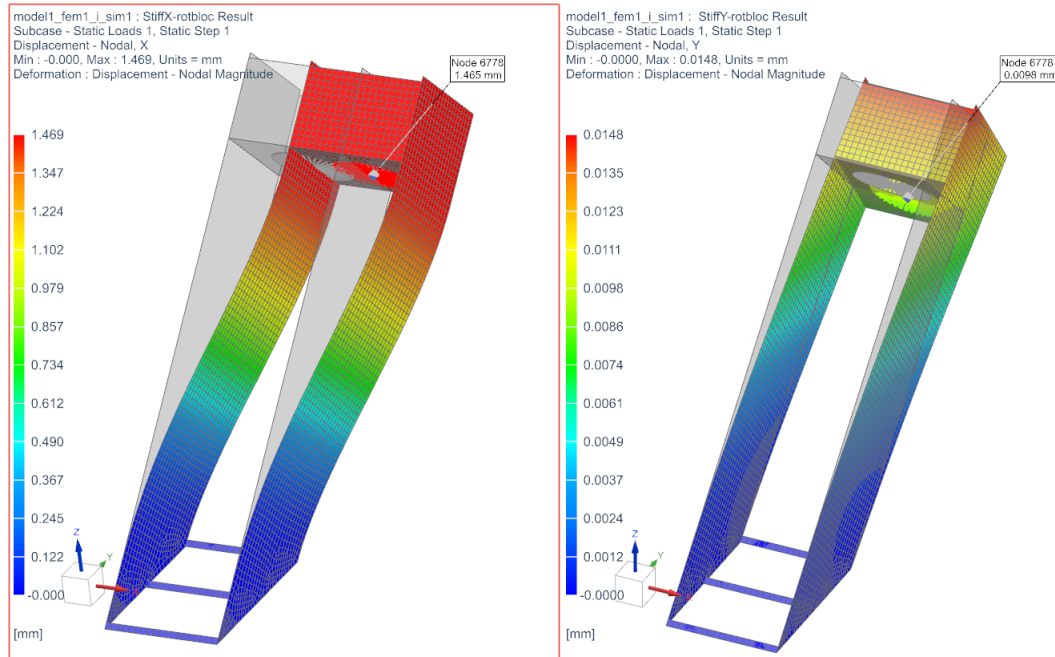 model1_fem1_i_sim1 : StiffX-rotbloc Result
Subcase - Static Loads 1, Static Step 1
Displacement - Nodal, X
Min : -0.000, Max : 1.469, Units = mm
Deformation : Displacement - Nodal Magnitude
Node 6778
1.465 mm
1.469
1.347
1.224
1.102
0.979
0.857
0.734
0.612
0.490
0.367
0.245
0.122
-0.000
[mm]
Z
Y
model1_fem1_i_sim1 : StiffY-rotbloc Result
Subcase - Static Loads 1, Static Step 1
Displacement - Nodal, Y
Min : -0.0000, Max : 0.0148, Units = mm
Deformation : Displacement - Nodal Magnitude
Node 6778
0.0098 mm
0.0148
0.0135
0.0123
0.0111
0.0098
0.0086
0.0074
0.0061
0.0049
0.0037
0.0024
0.0012
-0.0000
[mm]
Z
Y